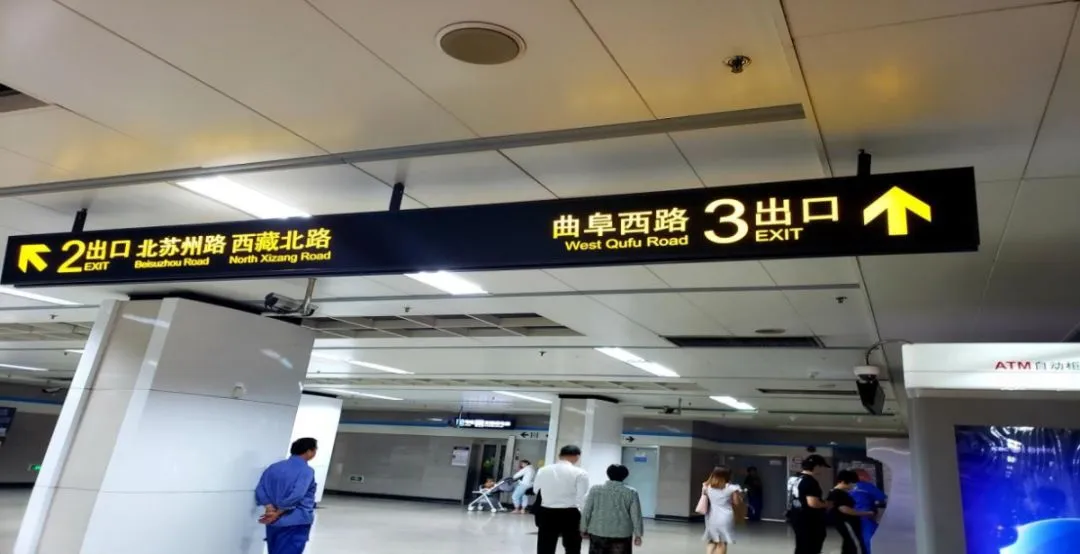 2出口 北苏州路 西藏北路
EXIT Beisuzhou Road North Xizang Road
曲阜西路 3出口
West Qufu Road EXIT
ATM自动柜